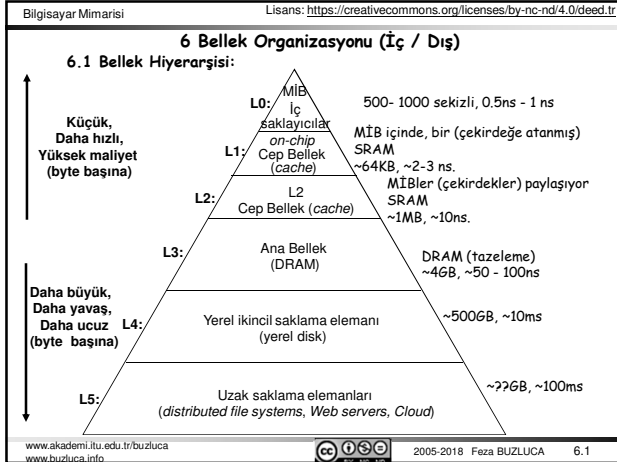 Bilgisayar Mimarisi
Lisans: https://creativecommons.org/licenses/by-nc-nd/4.0/deed.tr
6 Bellek Organizasyonu (İç / Dış)
6.1 Bellek Hiyerarşisi:
Küçük,
Daha hızlı,
Yüksek maliyet
(byte başına)
Daha büyük,
Daha yavaş,
Daha ucuz
(byte başına)
L0:
MİB
İç
saklayıcılar
500- 1000 sekizli, 0.5ns - 1 ns
L1:
on-chip
Cep Bellek
(cache)
MİB içinde, bir (çekirdeğe atanmış)
SRAM
~64KB, ~2-3 ns.
L2:
L2
Cep Bellek (cache)
MİBler (çekirdekler) paylaşıyor
SRAM
~1MB, ~10ns.
L3:
Ana Bellek
(DRAM)
DRAM (tazeleme)
~4GB, ~50 - 100ns
L4:
Yerel ikincil saklama elemanı
(yerel disk)
~500GB, ~10ms
L5:
Uzak saklama elemanları
(distributed file systems, Web servers, Cloud)
~??GB, ~100ms
www.akademi.itu.edu.tr/buzluca
www.buzluca.info
cc
2005-2018 Feza BUZLUCA
6.1